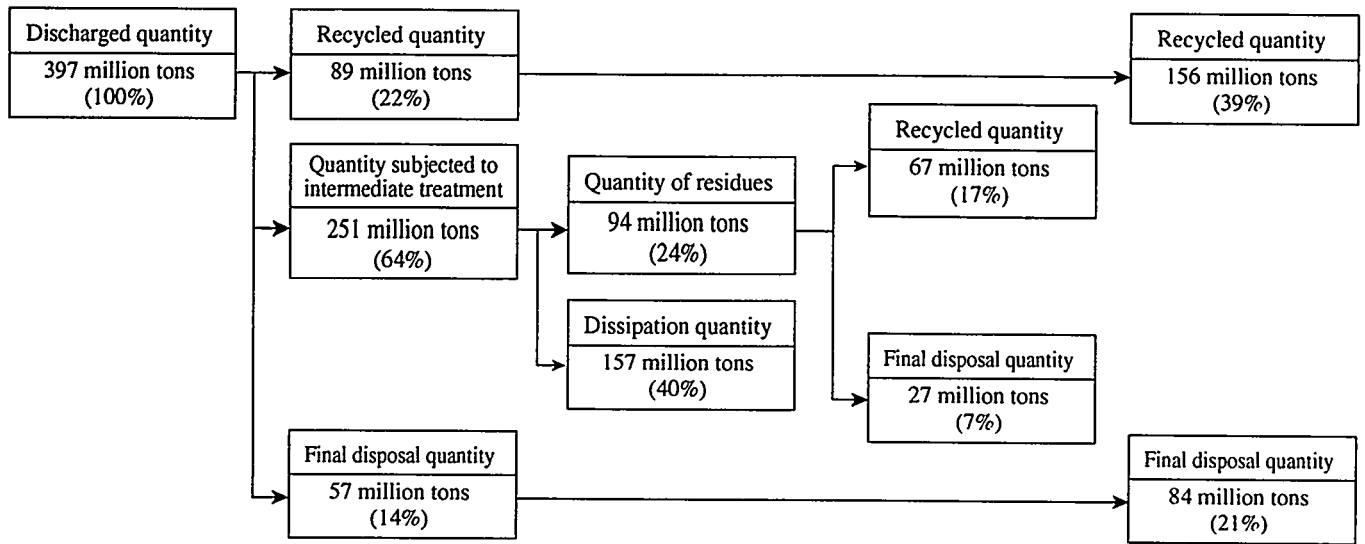 Discharged quantity
397 million tons
(100%)
Recycled quantity
89 million tons
(22%)
Recycled quantity
156 million tons
(39%)
Quantity subjected to
intermediate treatment
251 million tons
(64%)
Quantity of residues
94 million tons
(24%)
Recycled quantity
67 million tons
(17%)
Dissipation quantity
157 million tons
(40%)
Final disposal quantity
27 million tons
(7%)
Final disposal quantity
57 million tons
(14%)
Final disposal quantity
84 million tons
(21%)